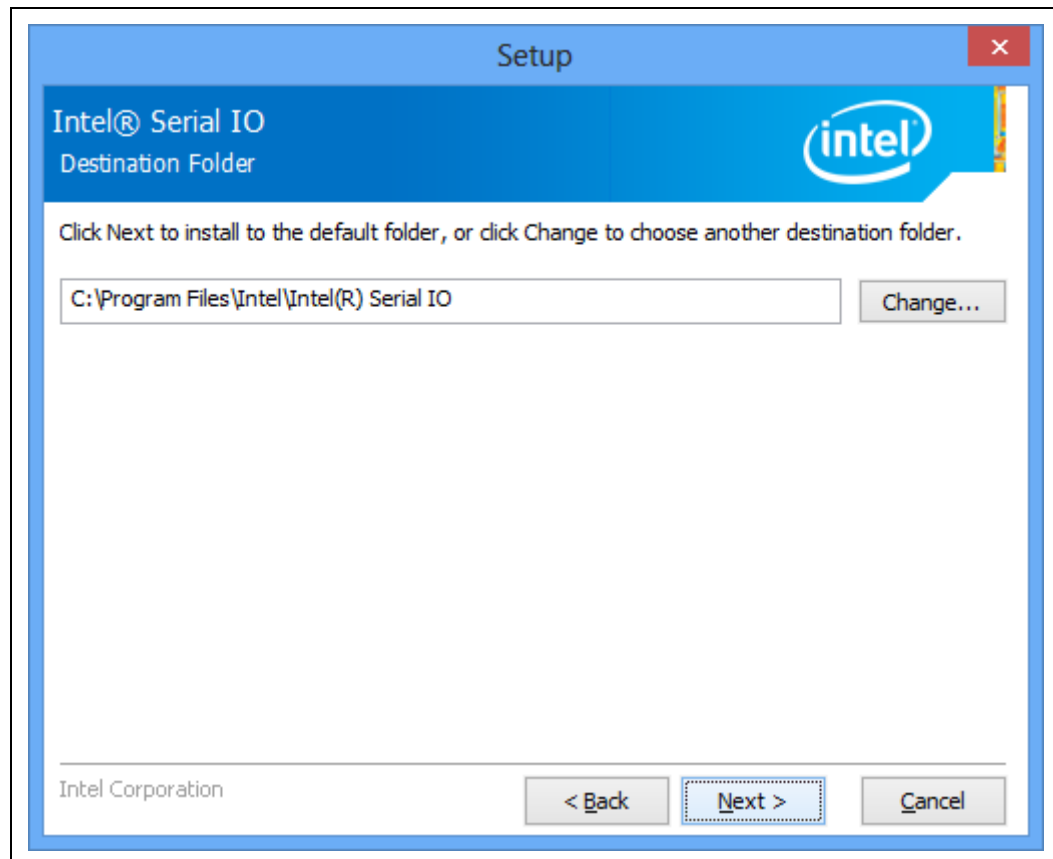 Setup
Intel® Serial IO
Destination Folder
intel
Click Next to install to the default folder, or click Change to choose another destination folder.
C:\Program Files\Intel\Intel(R) Serial IO
Change...
Intel Corporation
< Back
Next >
Cancel